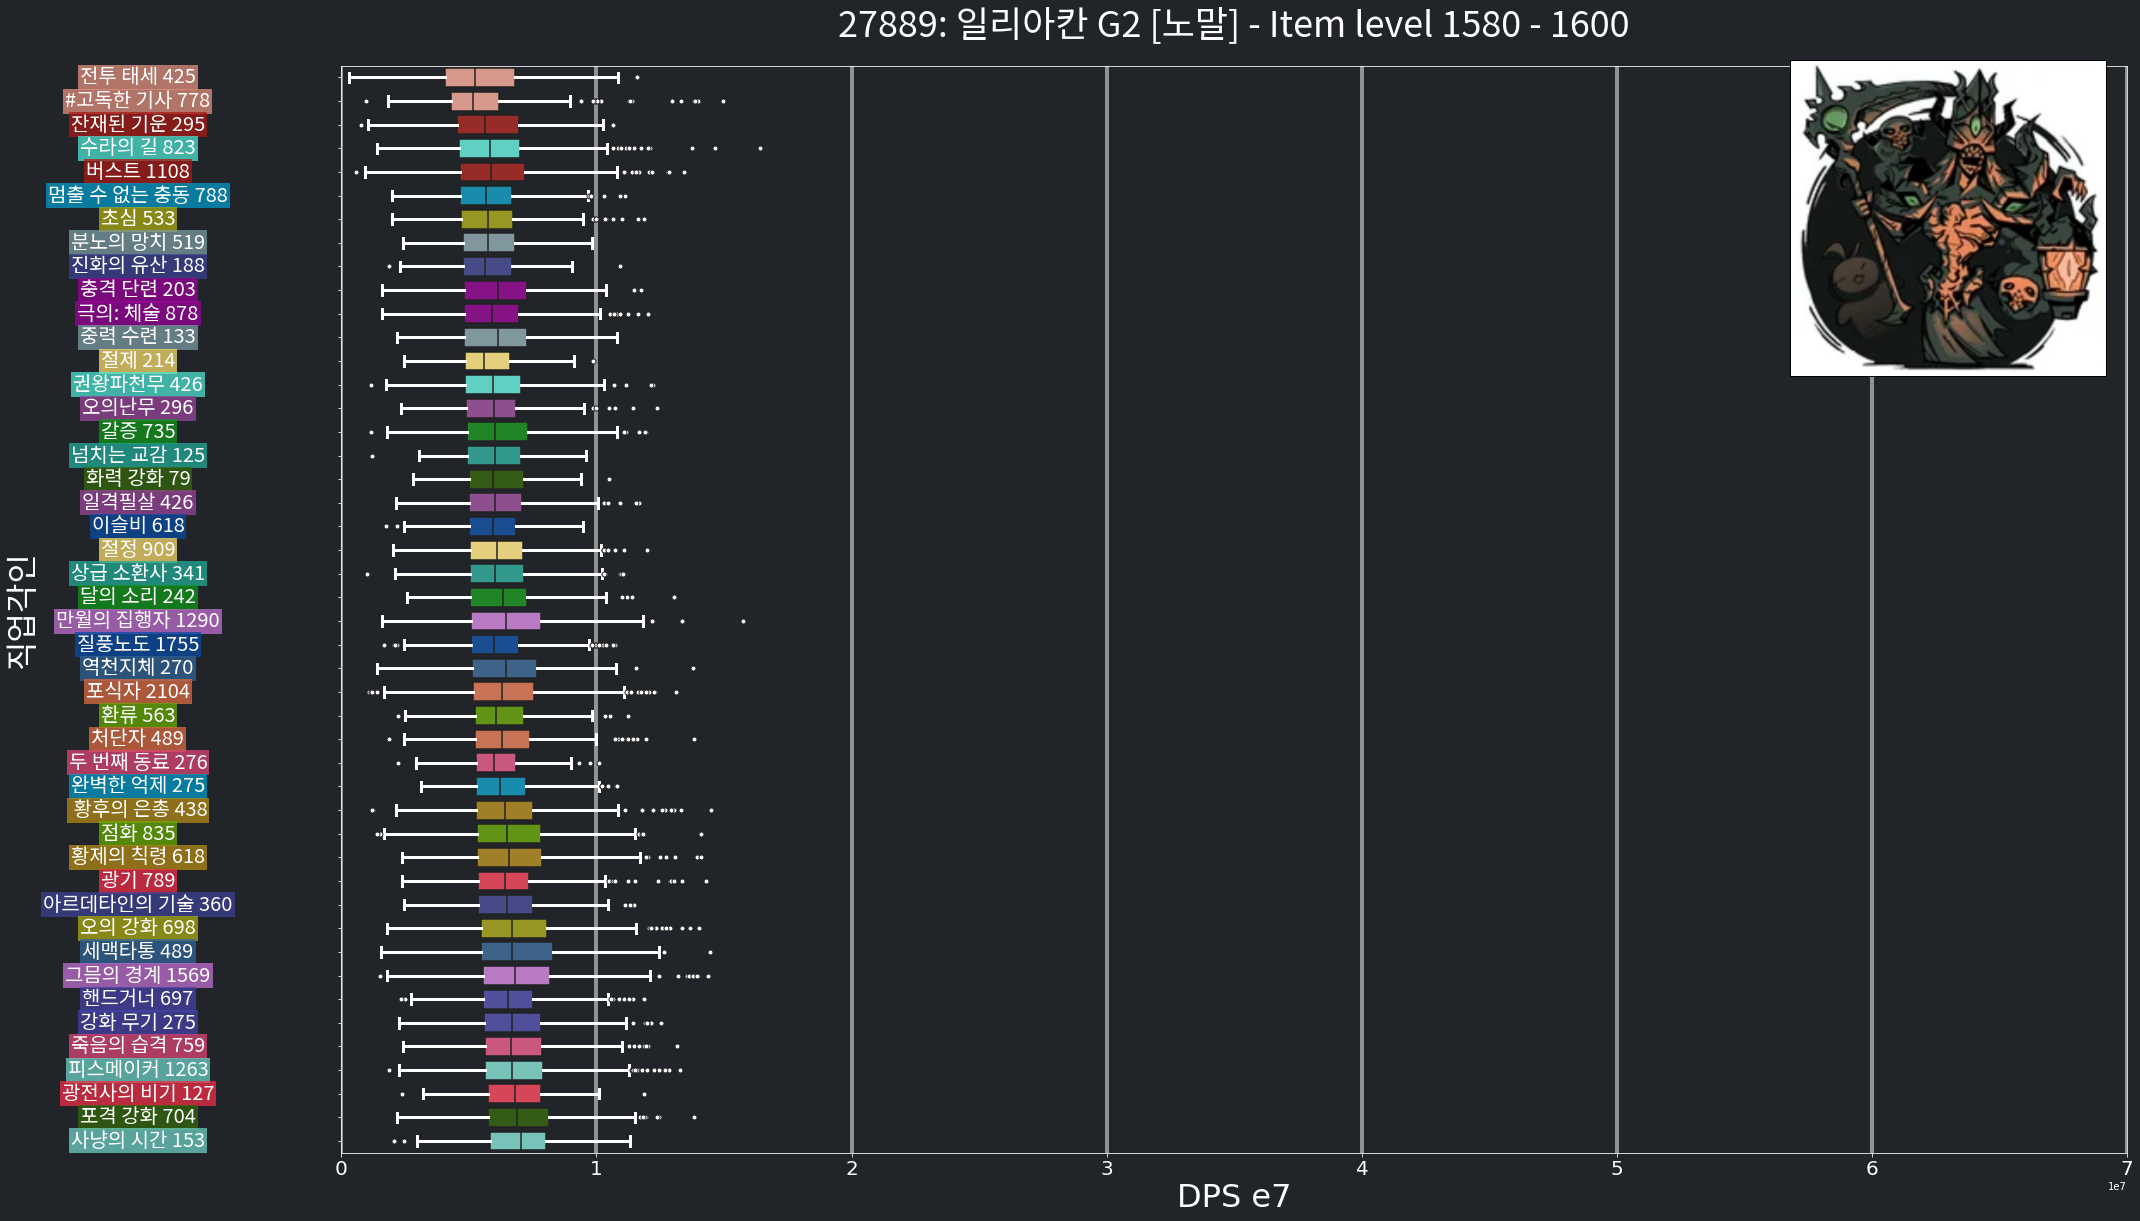 27889: 일리아칸 G2 [노말] - Item level 1580 - 1600
직업각인
전투 태세 425
#고독한 기사 778
잔재된 기운 295
수라의 길 823
버스트 1108
멈출 수 없는 충동 788
초심 533
분노의 망치 519
진화의 유산 188
충격 단련 203
극의: 체술 878
중력 수련 133
절제 214
권왕파천무 426
오의난무 296
갈증 735
넘치는 교감 125
화력 강화 79
일격필살 426
이슬비 618
절정 909
상급 소환사 341
달의 소리 242
만월의 집행자 1290
질풍노도 1755
역천지체 270
포식자 2104
환류 563
처단자 489
두 번째 동료 276
완벽한 억제 275
황후의 은총 438
점화 835
황제의 칙령 618
광기 789
아르데타인의 기술 360
오의 강화 698
세맥타통 489
그믐의 경계 1569
핸드거너 697
강화 무기 275
죽음의 습격 759
피스메이커 1263
광전사의 비기 127
포격 강화 704
사냥의 시간 153
0 1 2 3 4 5 6 7
DPS e7
1e7